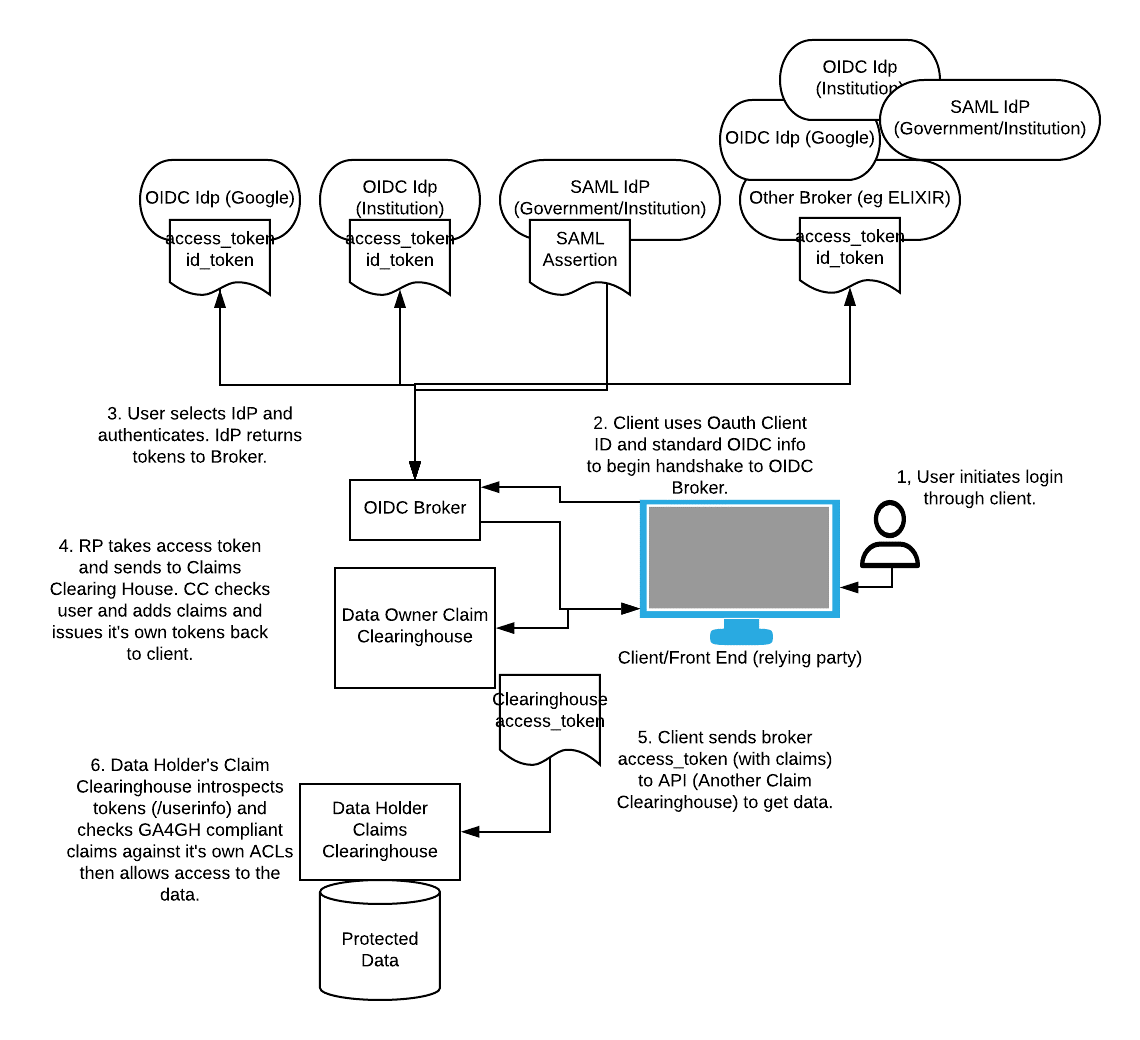 OIDC Idp
(Institution)
SAML IdP
(Government/Institution)
OIDC Idp (Google)
Other Broker (eg ELIXIR)
access_token
id_token
OIDC Idp (Google)
access_token
id_token
OIDC Idp
(Institution)
access_token
id_token
SAML IdP
(Government/Institution)
SAML
Assertion
3. User selects IdP and
authenticates. IdP returns
tokens to Broker.
2. Client uses Oauth Client
ID and standard OIDC info
to begin handshake to OIDC
Broker.
1, User initiates login
through client.
OIDC Broker
4. RP takes access token
and sends to Claims
Clearing House. CC checks
user and adds claims and
issues it's own tokens back
to client.
Data Owner Claim
Clearinghouse
Client/Front End (relying party)
Clearinghouse
access_token
5. Client sends broker
access_token (with claims)
to API (Another Claim
Clearinghouse) to get data.
6. Data Holder's Claim
Clearinghouse introspects
tokens (/userinfo) and
checks GA4GH compliant
claims against it's own ACLs
then allows access to the
data.
Data Holder
Claims
Clearinghouse
Protected
Data